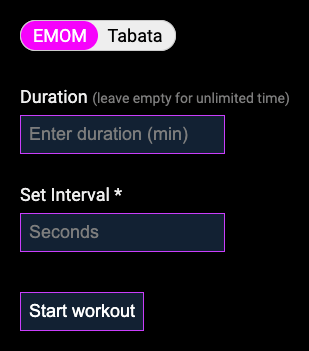 EMOM Tabata
Duration (leave empty for unlimited time)
Enter duration (min)
Set Interval *
Seconds
Start workout